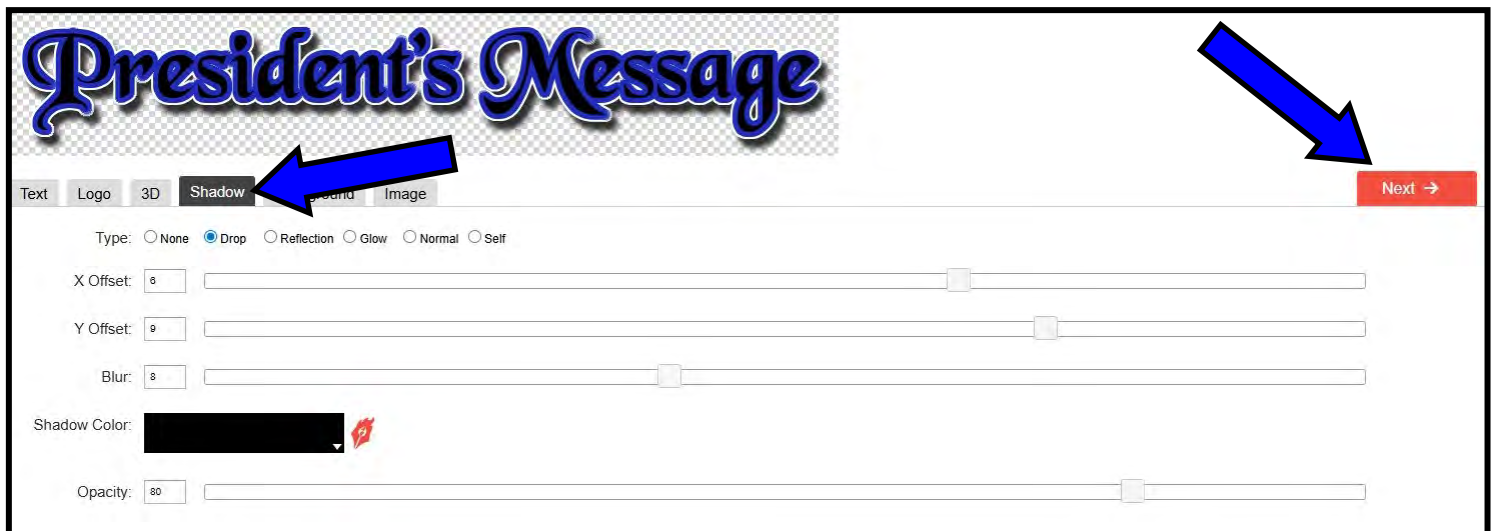 President's Message
Text Logo 3D Shadow Image
Next →
Type: None Drop Reflection Glow Normal Self
X Offset: 6
Y Offset: 9
Blur: 8
Shadow Color:
Opacity: 80